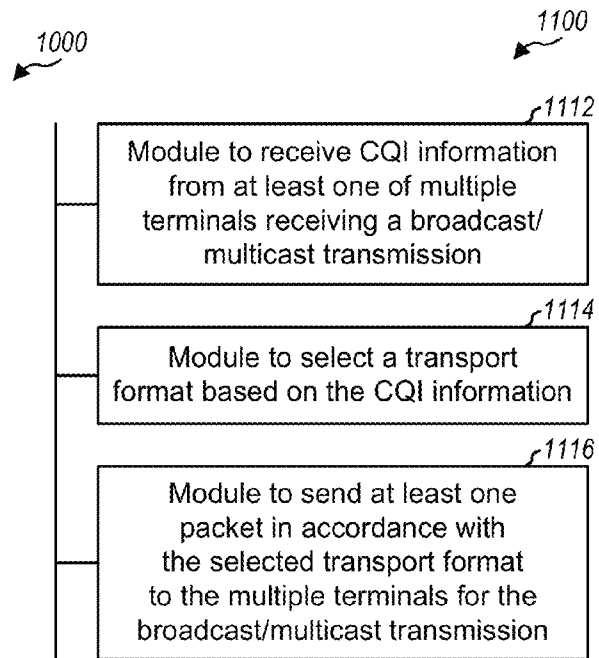 1000
1100
1112
Module to receive CQI information
from at least one of multiple
terminals receiving a broadcast/
multicast transmission
1114
Module to select a transport
format based on the CQI information
1116
Module to send at least one
packet in accordance with
the selected transport format
to the multiple terminals for the
broadcast/multicast transmission